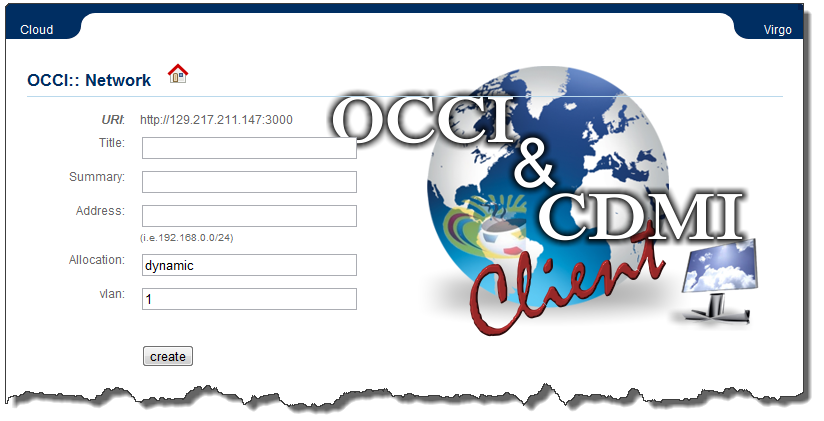 Cloud Virgo
OCCI:: Network
URI: http://129.217.211.147:3000
Title:
Summary:
Address:
(i.e.192.168.0.0/24)
Allocation: dynamic
vlan: 1
create
OCCI
&
CDMI
Client